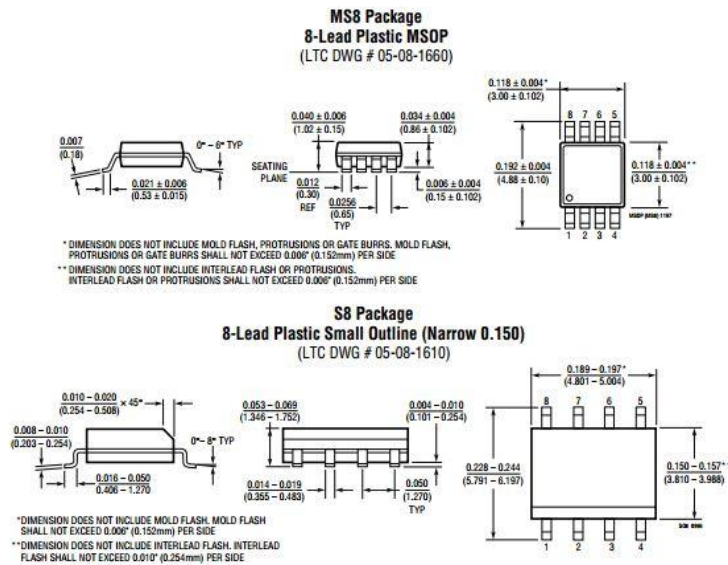 MS8 Package
8-Lead Plastic MSOP
(LTC DWG # 05-08-1660)
0.007
(0.18)
0° – 6° TYP
0.021 ± 0.006
(0.53 ± 0.015)
0.040 ± 0.006
(1.02 ± 0.15)
0.034 ± 0.004
(0.86 ± 0.102)
SEATING
PLANE
0.012
(0.30)
REF
0.0256
(0.65)
TYP
0.006 ± 0.004
(0.15 ± 0.102)
0.118 ± 0.004*
(3.00 ± 0.102)
8 7 6 5
0.192 ± 0.004
(4.88 ± 0.10)
0.118 ± 0.004**
(3.00 ± 0.102)
MSOP (MS8) 1197
1 2 3 4
* DIMENSION DOES NOT INCLUDE MOLD FLASH, PROTRUSIONS OR GATE BURRS. MOLD FLASH,
PROTRUSIONS OR GATE BURRS SHALL NOT EXCEED 0.006" (0.152mm) PER SIDE
** DIMENSION DOES NOT INCLUDE INTERLEAD FLASH OR PROTRUSIONS.
INTERLEAD FLASH OR PROTRUSIONS SHALL NOT EXCEED 0.006" (0.152mm) PER SIDE
S8 Package
8-Lead Plastic Small Outline (Narrow 0.150)
(LTC DWG # 05-08-1610)
0.010 – 0.020
(0.254 – 0.508)
× 45°
0.008 – 0.010
(0.203 – 0.254)
0°– 8° TYP
0.016 – 0.050
0.406 – 1.270
0.053 – 0.069
(1.346 – 1.752)
0.004 – 0.010
(0.101 – 0.254)
0.014 – 0.019
(0.355 – 0.483)
0.050
(1.270)
TYP
0.189 – 0.197*
(4.801 – 5.004)
8 7 6 5
0.228 – 0.244
(5.791 – 6.197)
0.150 – 0.157**
(3.810 – 3.988)
1 2 3 4
*DIMENSION DOES NOT INCLUDE MOLD FLASH. MOLD FLASH
SHALL NOT EXCEED 0.006" (0.152mm) PER SIDE
**DIMENSION DOES NOT INCLUDE INTERLEAD FLASH. INTERLEAD
FLASH SHALL NOT EXCEED 0.010" (0.254mm) PER SIDE